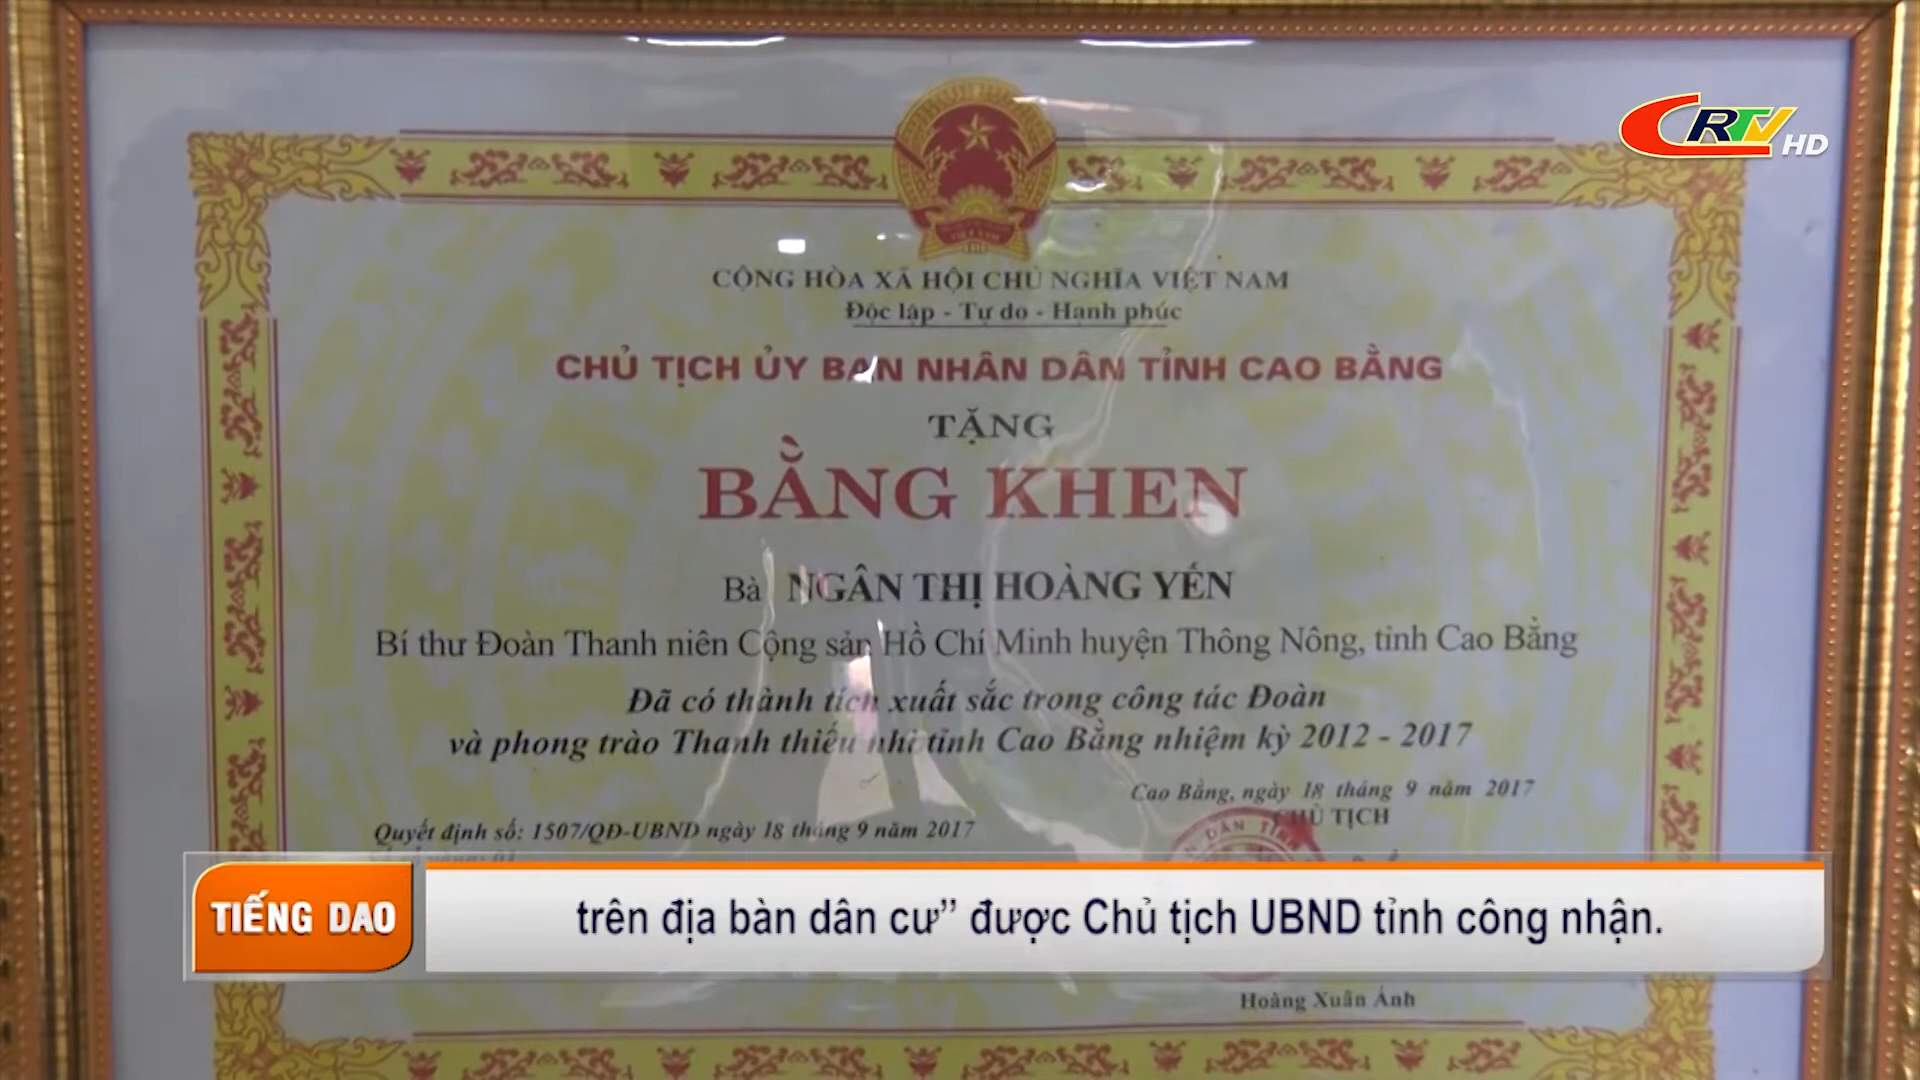 CRTV HD
CỘNG HÒA XÃ HỘI CHỦ NGHĨA VIỆT NAM
Độc lập - Tự do - Hạnh phúc
CHỦ TỊCH ỦY BAN NHÂN DÂN TỈNH CAO BẰNG
TẶNG
BẰNG KHEN
Bà NGÂN THỊ HOÀNG YẾN
Bí thư Đoàn Thanh niên Cộng sản Hồ Chí Minh huyện Thông Nông, tỉnh Cao Bằng
Đã có thành tích xuất sắc trong công tác Đoàn
và phong trào Thanh thiếu nhi tỉnh Cao Bằng nhiệm kỳ 2012 - 2017
Cao Bằng, ngày 18 tháng 9 năm 2017
CHỦ TỊCH
Quyết định số: 1507/QĐ-UBND ngày 18 tháng 9 năm 2017
DÂN TỈNH
TIẾNG DAO
trên địa bàn dân cư” được Chủ tịch UBND tỉnh công nhận.
Hoàng Xuân Ánh